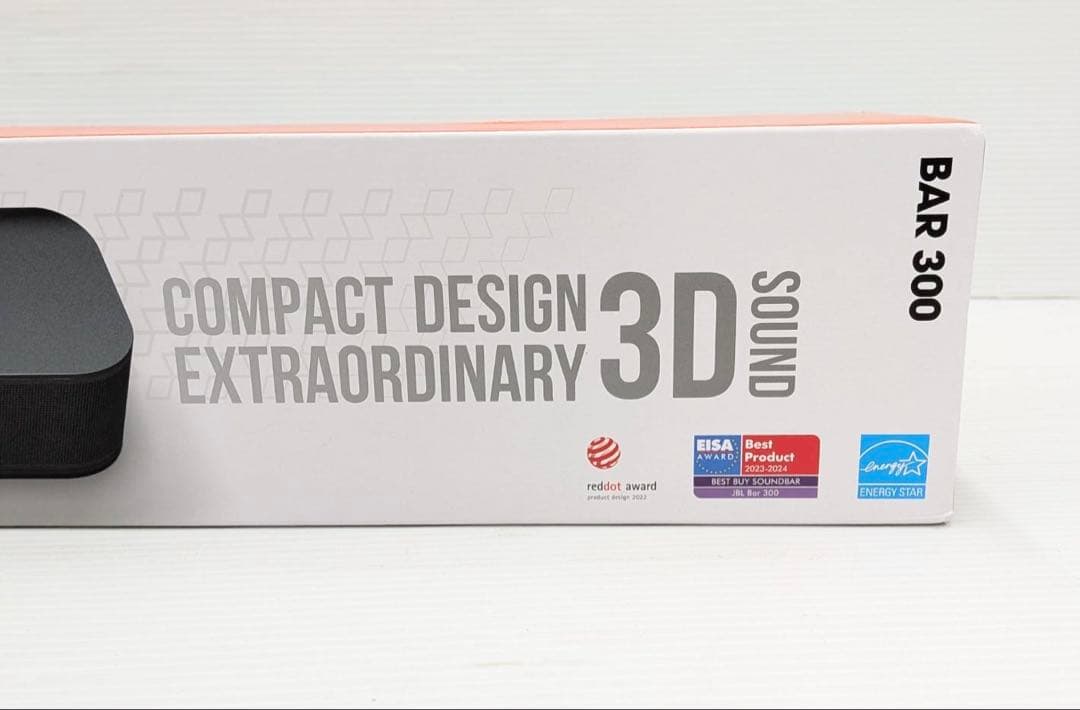 BAR 300
COMPACT DESIGN
EXTRAORDINARY
3D
SOUND
reddot award
product design 2022
EISA
AWARD
Best
Product
2023-2024
BEST BUY SOUNDBAR
JBL Bar 300
energy
ENERGY STAR